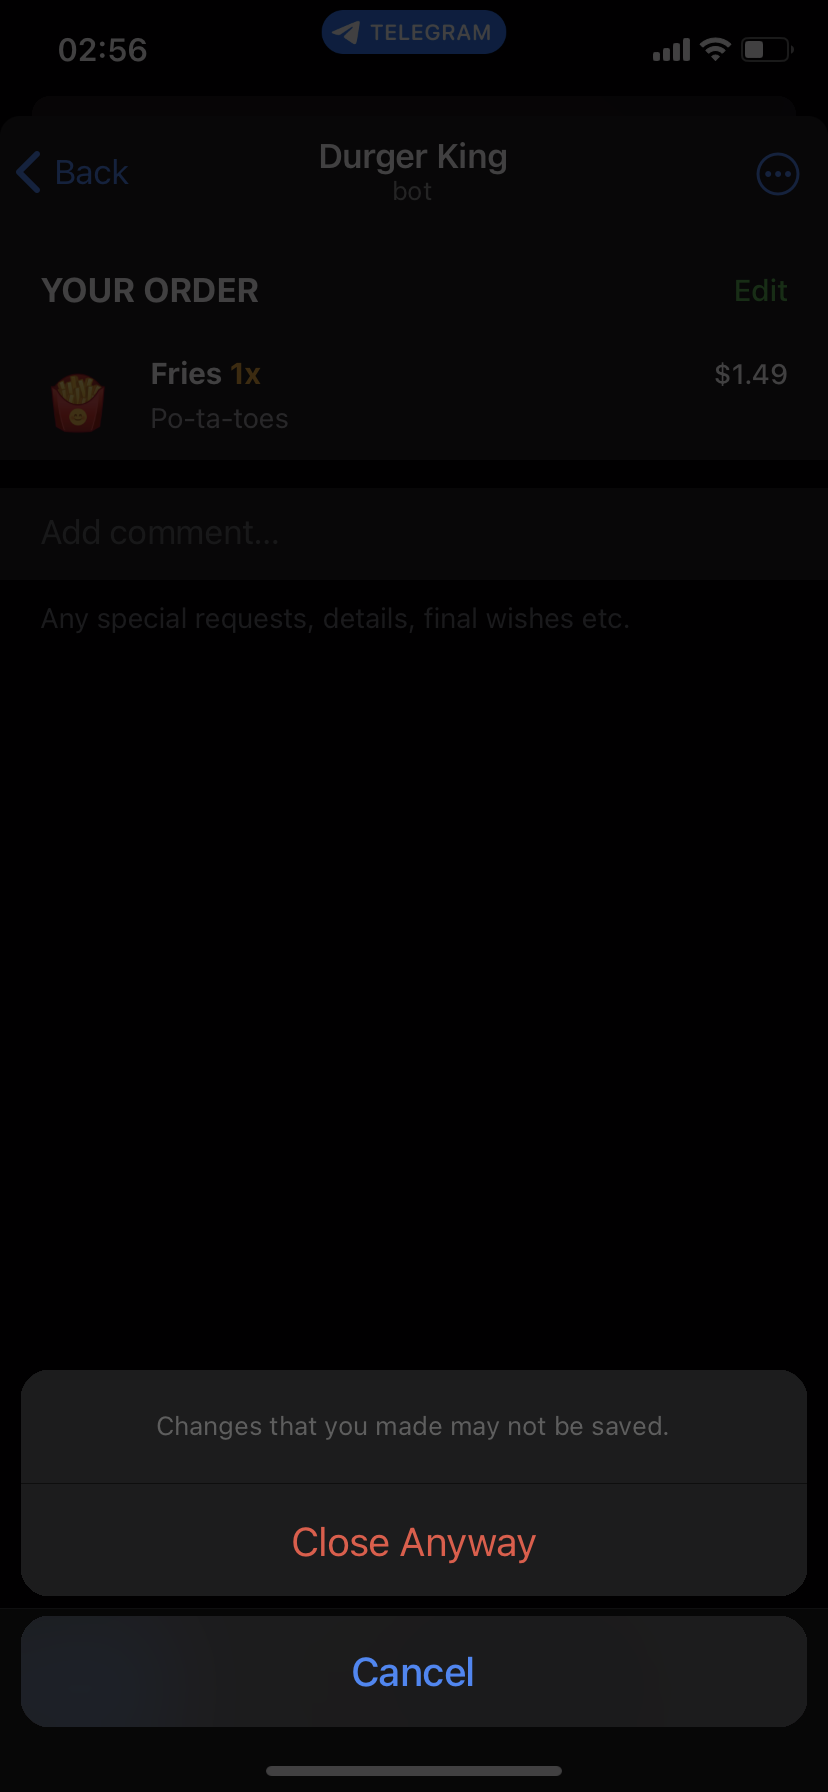 02:56
TELEGRAM
Back
Durger King
bot
YOUR ORDER
Edit
Fries 1x
$1.49
Po-ta-toes
Add comment...
Any special requests, details, final wishes etc.
Changes that you made may not be saved.
Close Anyway
Cancel